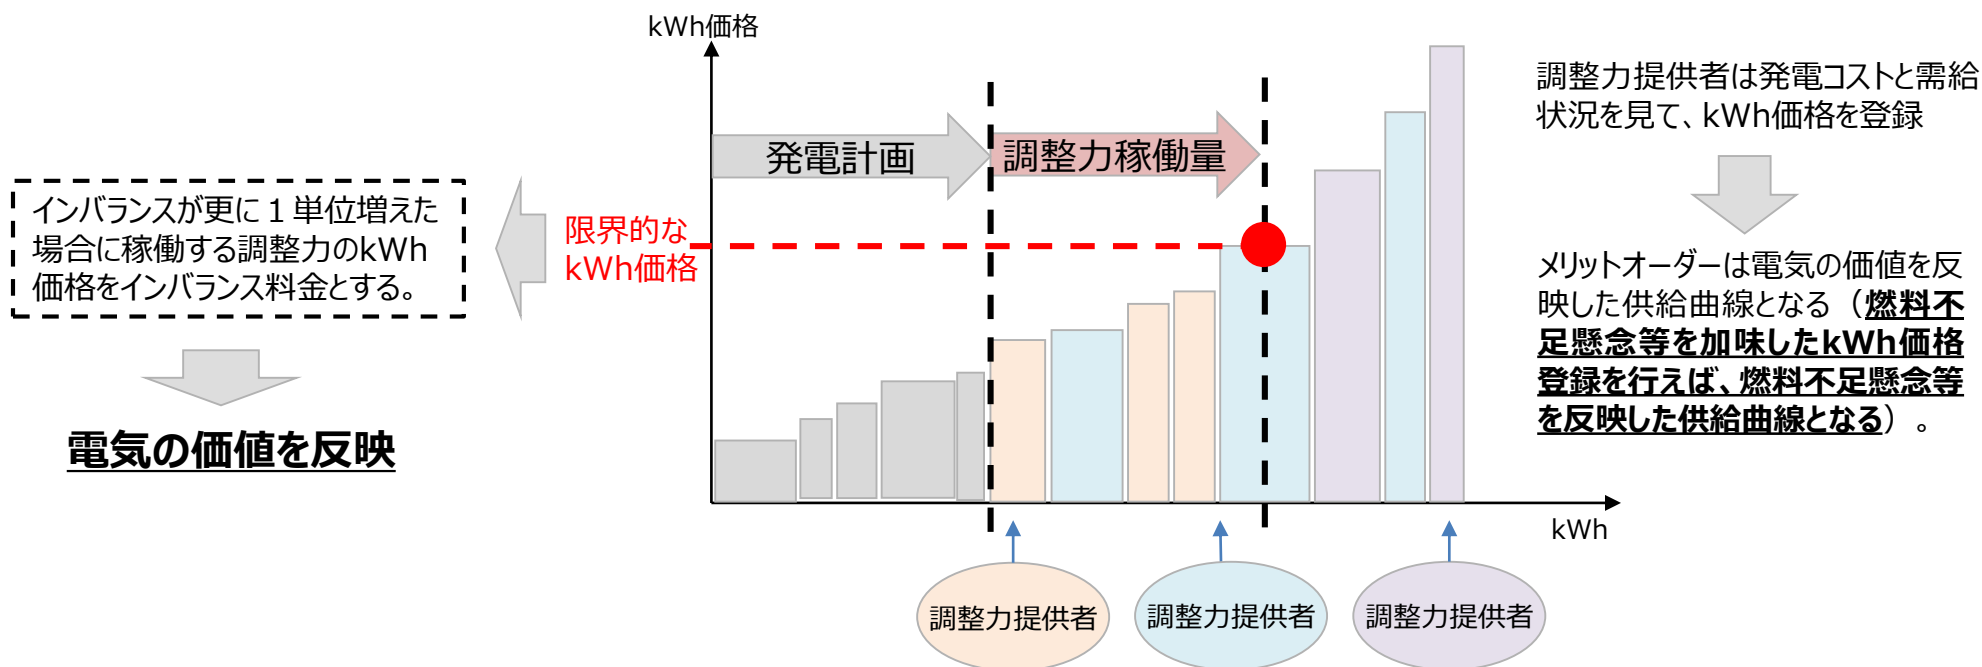 kWh価格
発電計画
調整力稼働量
インバランスが更に１単位増えた
場合に稼働する調整力のkWh
価格をインバランス料金とする。
電気の価値を反映
限界的な
kWh価格
kWh
調整力提供者
調整力提供者
調整力提供者
調整力提供者は発電コストと需給
状況を見て、kWh価格を登録
メリットオーダーは電気の価値を反
映した供給曲線となる（燃料不
足懸念等を加味したkWh価格
登録を行えば、燃料不足懸念等
を反映した供給曲線となる）。